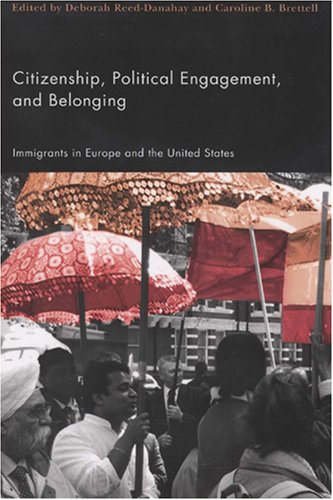 Edited by Deborah Reed-Danahay and Caroline B. Brettell
Citizenship, Political Engagement,
and Belonging
Immigrants in Europe and the United States